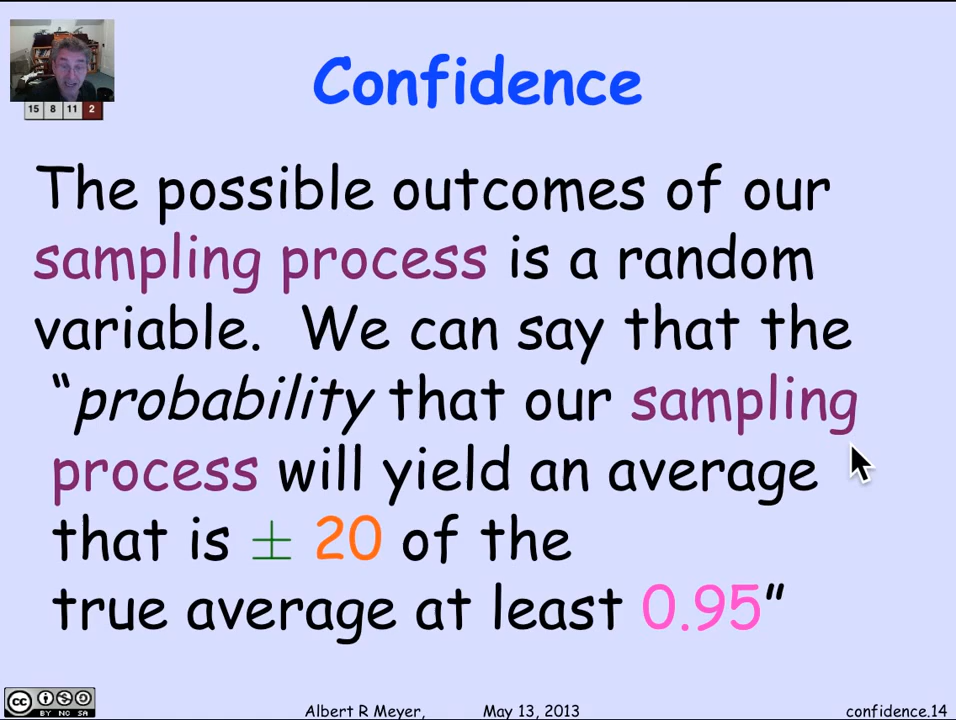 15 8 11 2
Confidence
The possible outcomes of our
sampling process is a random
variable. We can say that the
“probability that our sampling
process will yield an average
that is ± 20 of the
true average at least 0.95”
cc BY NC SA
Albert R Meyer, May 13, 2013 confidence.14